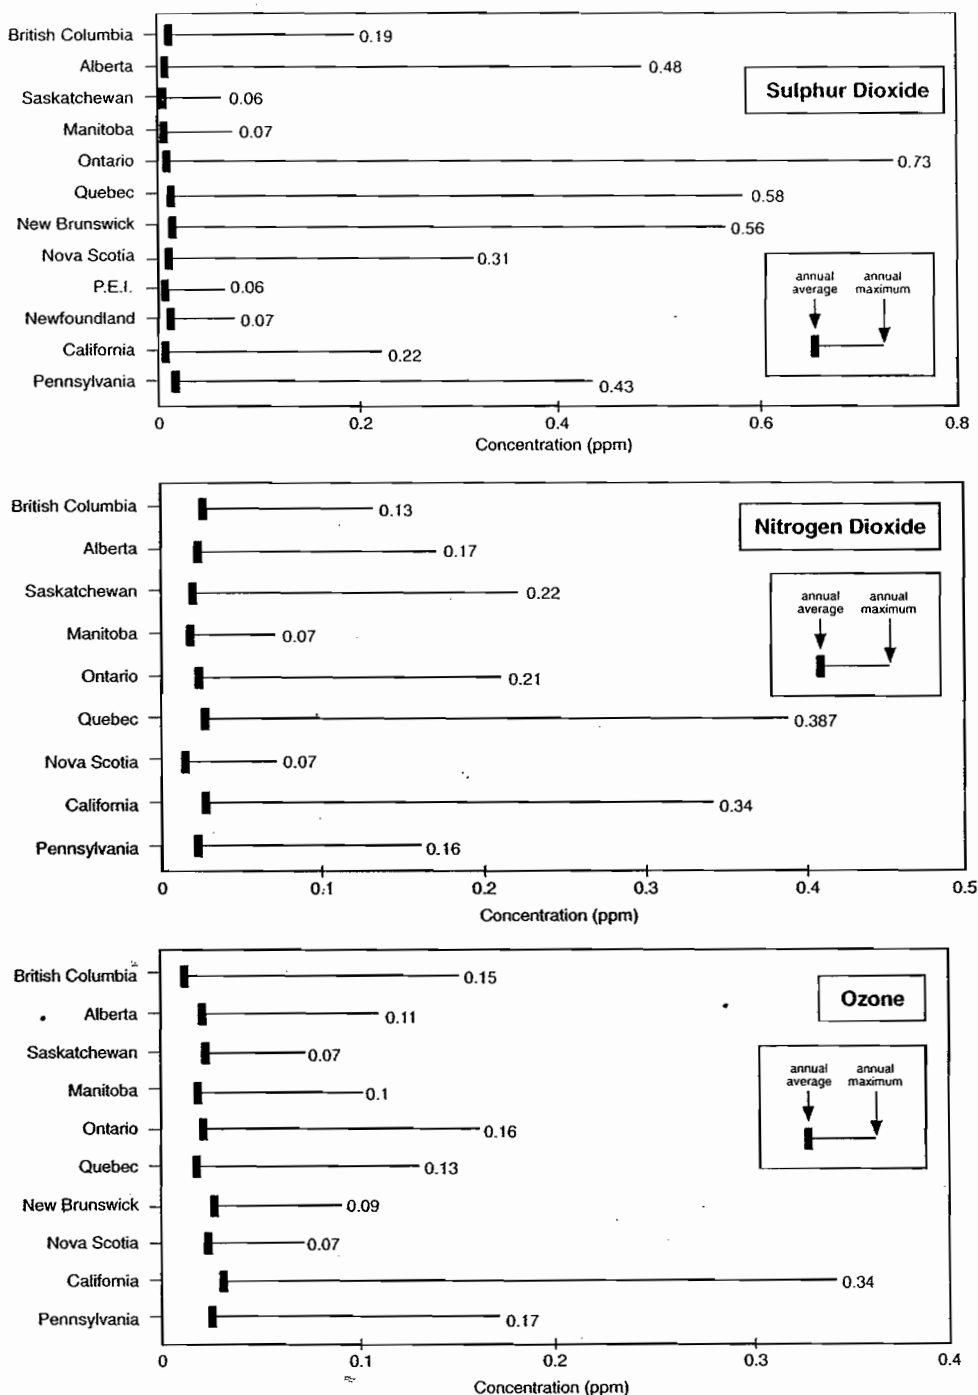 British Columbia 0.19
Alberta 0.48
Sulphur Dioxide
Saskatchewan 0.06
Manitoba 0.07
Ontario 0.73
Quebec 0.58
New Brunswick 0.56
Nova Scotia 0.31
annual annual
average maximum
P.E.I. 0.06
Newfoundland 0.07
California 0.22
Pennsylvania 0.43
0 0.2 0.4 0.6 0.8
Concentration (ppm)
British Columbia 0.13
Nitrogen Dioxide
Alberta 0.17
Saskatchewan 0.22
annual annual
average maximum
Manitoba 0.07
Ontario 0.21
Quebec 0.387
Nova Scotia 0.07
California 0.34
Pennsylvania 0.16
0 0.1 0.2 0.3 0.4 0.5
Concentration (ppm)
British Columbia 0.15
Ozone
Alberta 0.11
Saskatchewan 0.07
annual annual
average maximum
Manitoba 0.1
Ontario 0.16
Quebec 0.13
New Brunswick 0.09
Nova Scotia 0.07
California 0.34
Pennsylvania 0.17
0 0.1 0.2 0.3 0.4
Concentration (ppm)